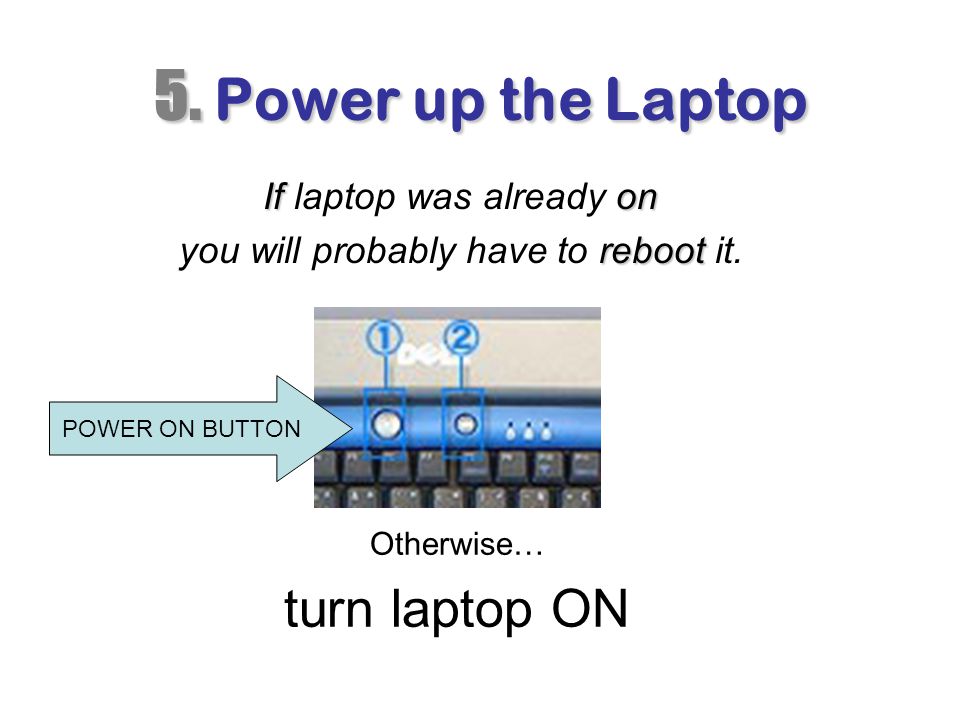 5. Power up the Laptop
If laptop was already on
you will probably have to reboot it.
① ②
DELL
POWER ON BUTTON
Otherwise…
turn laptop ON